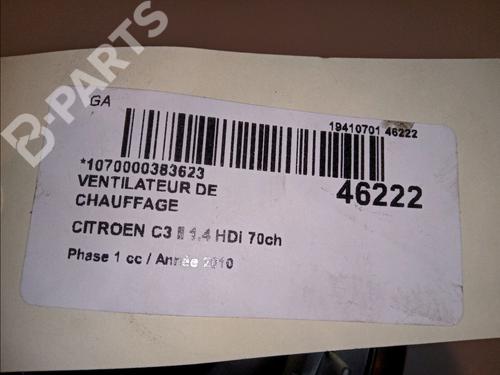 B-PARTS
GA
19410701 46222
*1070000383623
46222
VENTILATEUR DE
CHAUFFAGE
CITROEN C3 II 1.4 HDi 70ch
Phase 1 cc / Année 2010